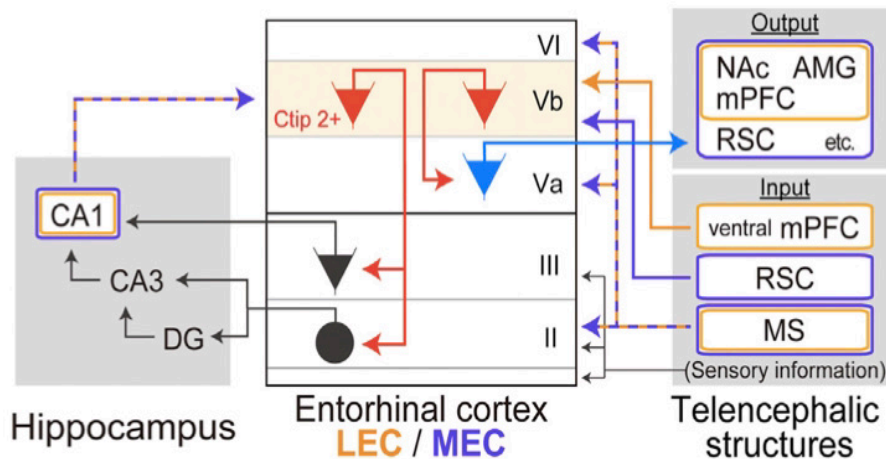 Output
NAc AMG
mPFC
RSC etc.
Input
ventral mPFC
RSC
MS
(Sensory information)
Telencephalic
structures
VI
Vb
Ctip 2+
Va
III
II
Entorhinal cortex
LEC / MEC
CA1
CA3
DG
Hippocampus